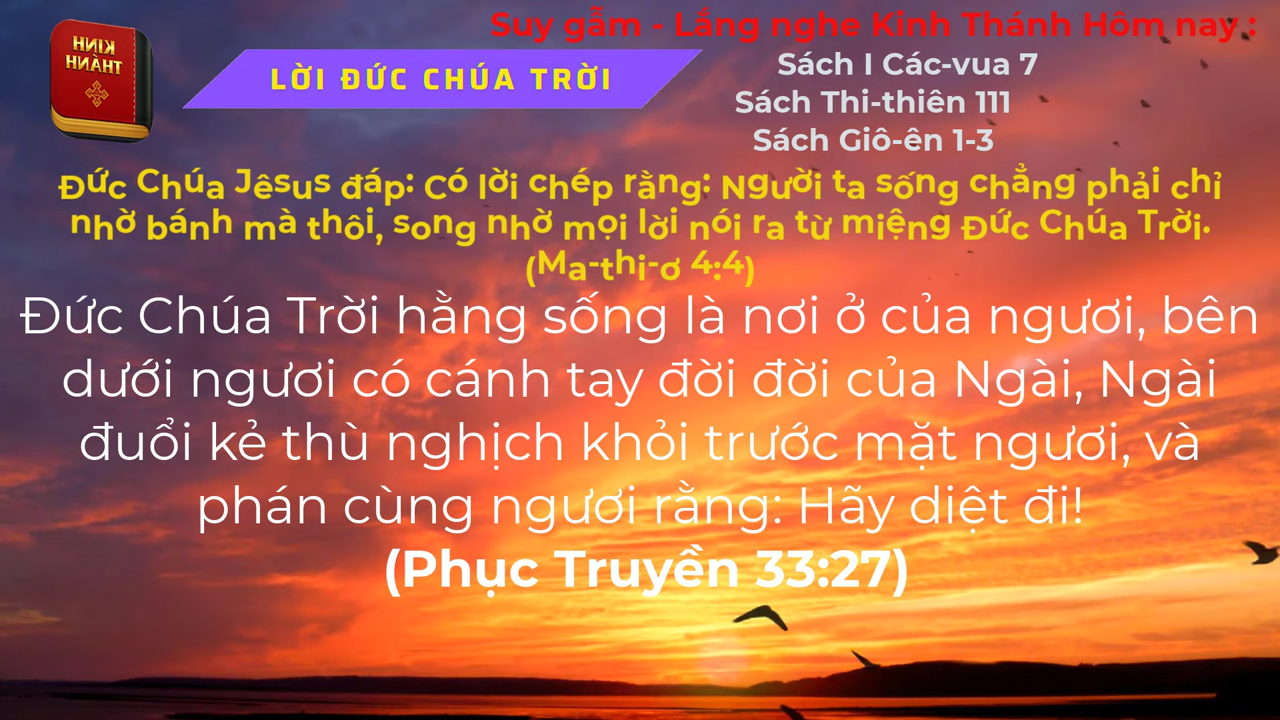 Suy gẫm - Lắng nghe Kinh Thánh Hôm nay :
KINH
THÁNH
LỜI ĐỨC CHÚA TRỜI
Sách I Các-vua 7
Sách Thi-thiên 111
Sách Giô-ên 1-3
Đức Chúa Jêsus đáp: Có lời chép rằng: Người ta sống chẳng phải chỉ
nhờ bánh mà thôi, song nhờ mọi lời nói ra từ miệng Đức Chúa Trời.
(Ma-thi-ơ 4:4)
Đức Chúa Trời hằng sống là nơi ở của ngươi, bên
dưới ngươi có cánh tay đời đời của Ngài, Ngài
đuổi kẻ thù nghịch khỏi trước mặt ngươi, và
phán cùng ngươi rằng: Hãy diệt đi!
(Phục Truyền 33:27)